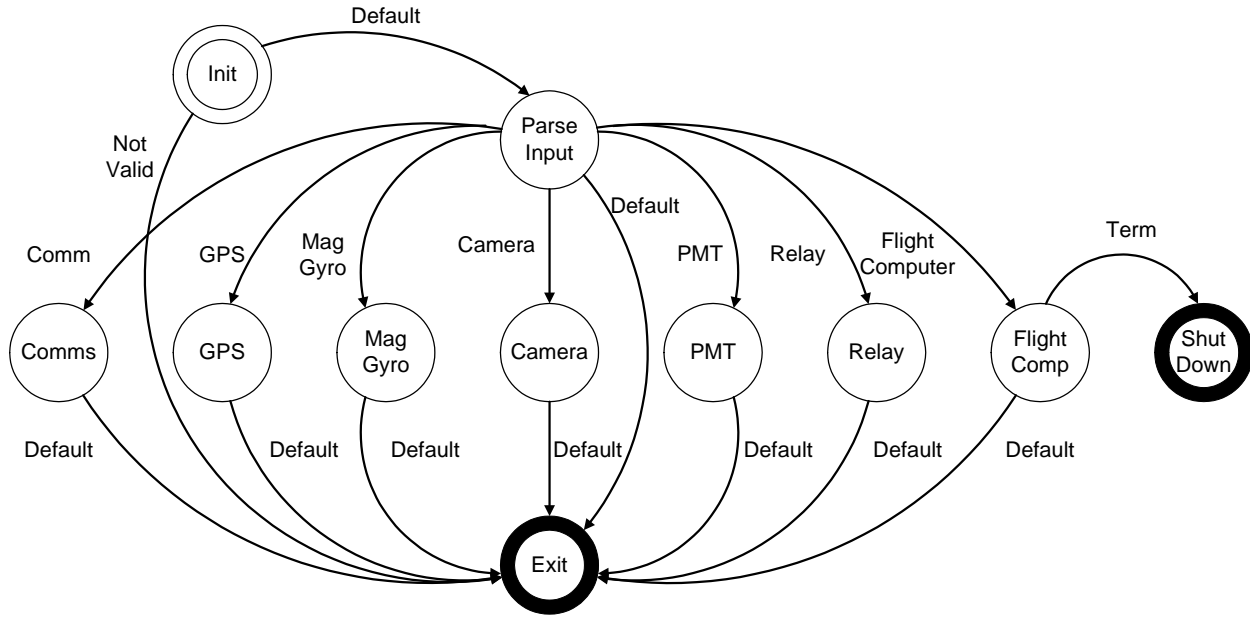 Default
Init
Parse
Input
Not
Valid
Default
Comm
GPS
Mag
Gyro
Camera
PMT
Relay
Flight
Computer
Term
Comms
GPS
Mag
Gyro
Camera
PMT
Relay
Flight
Comp
Shut
Down
Default
Default
Default
Default
Default
Default
Default
Exit